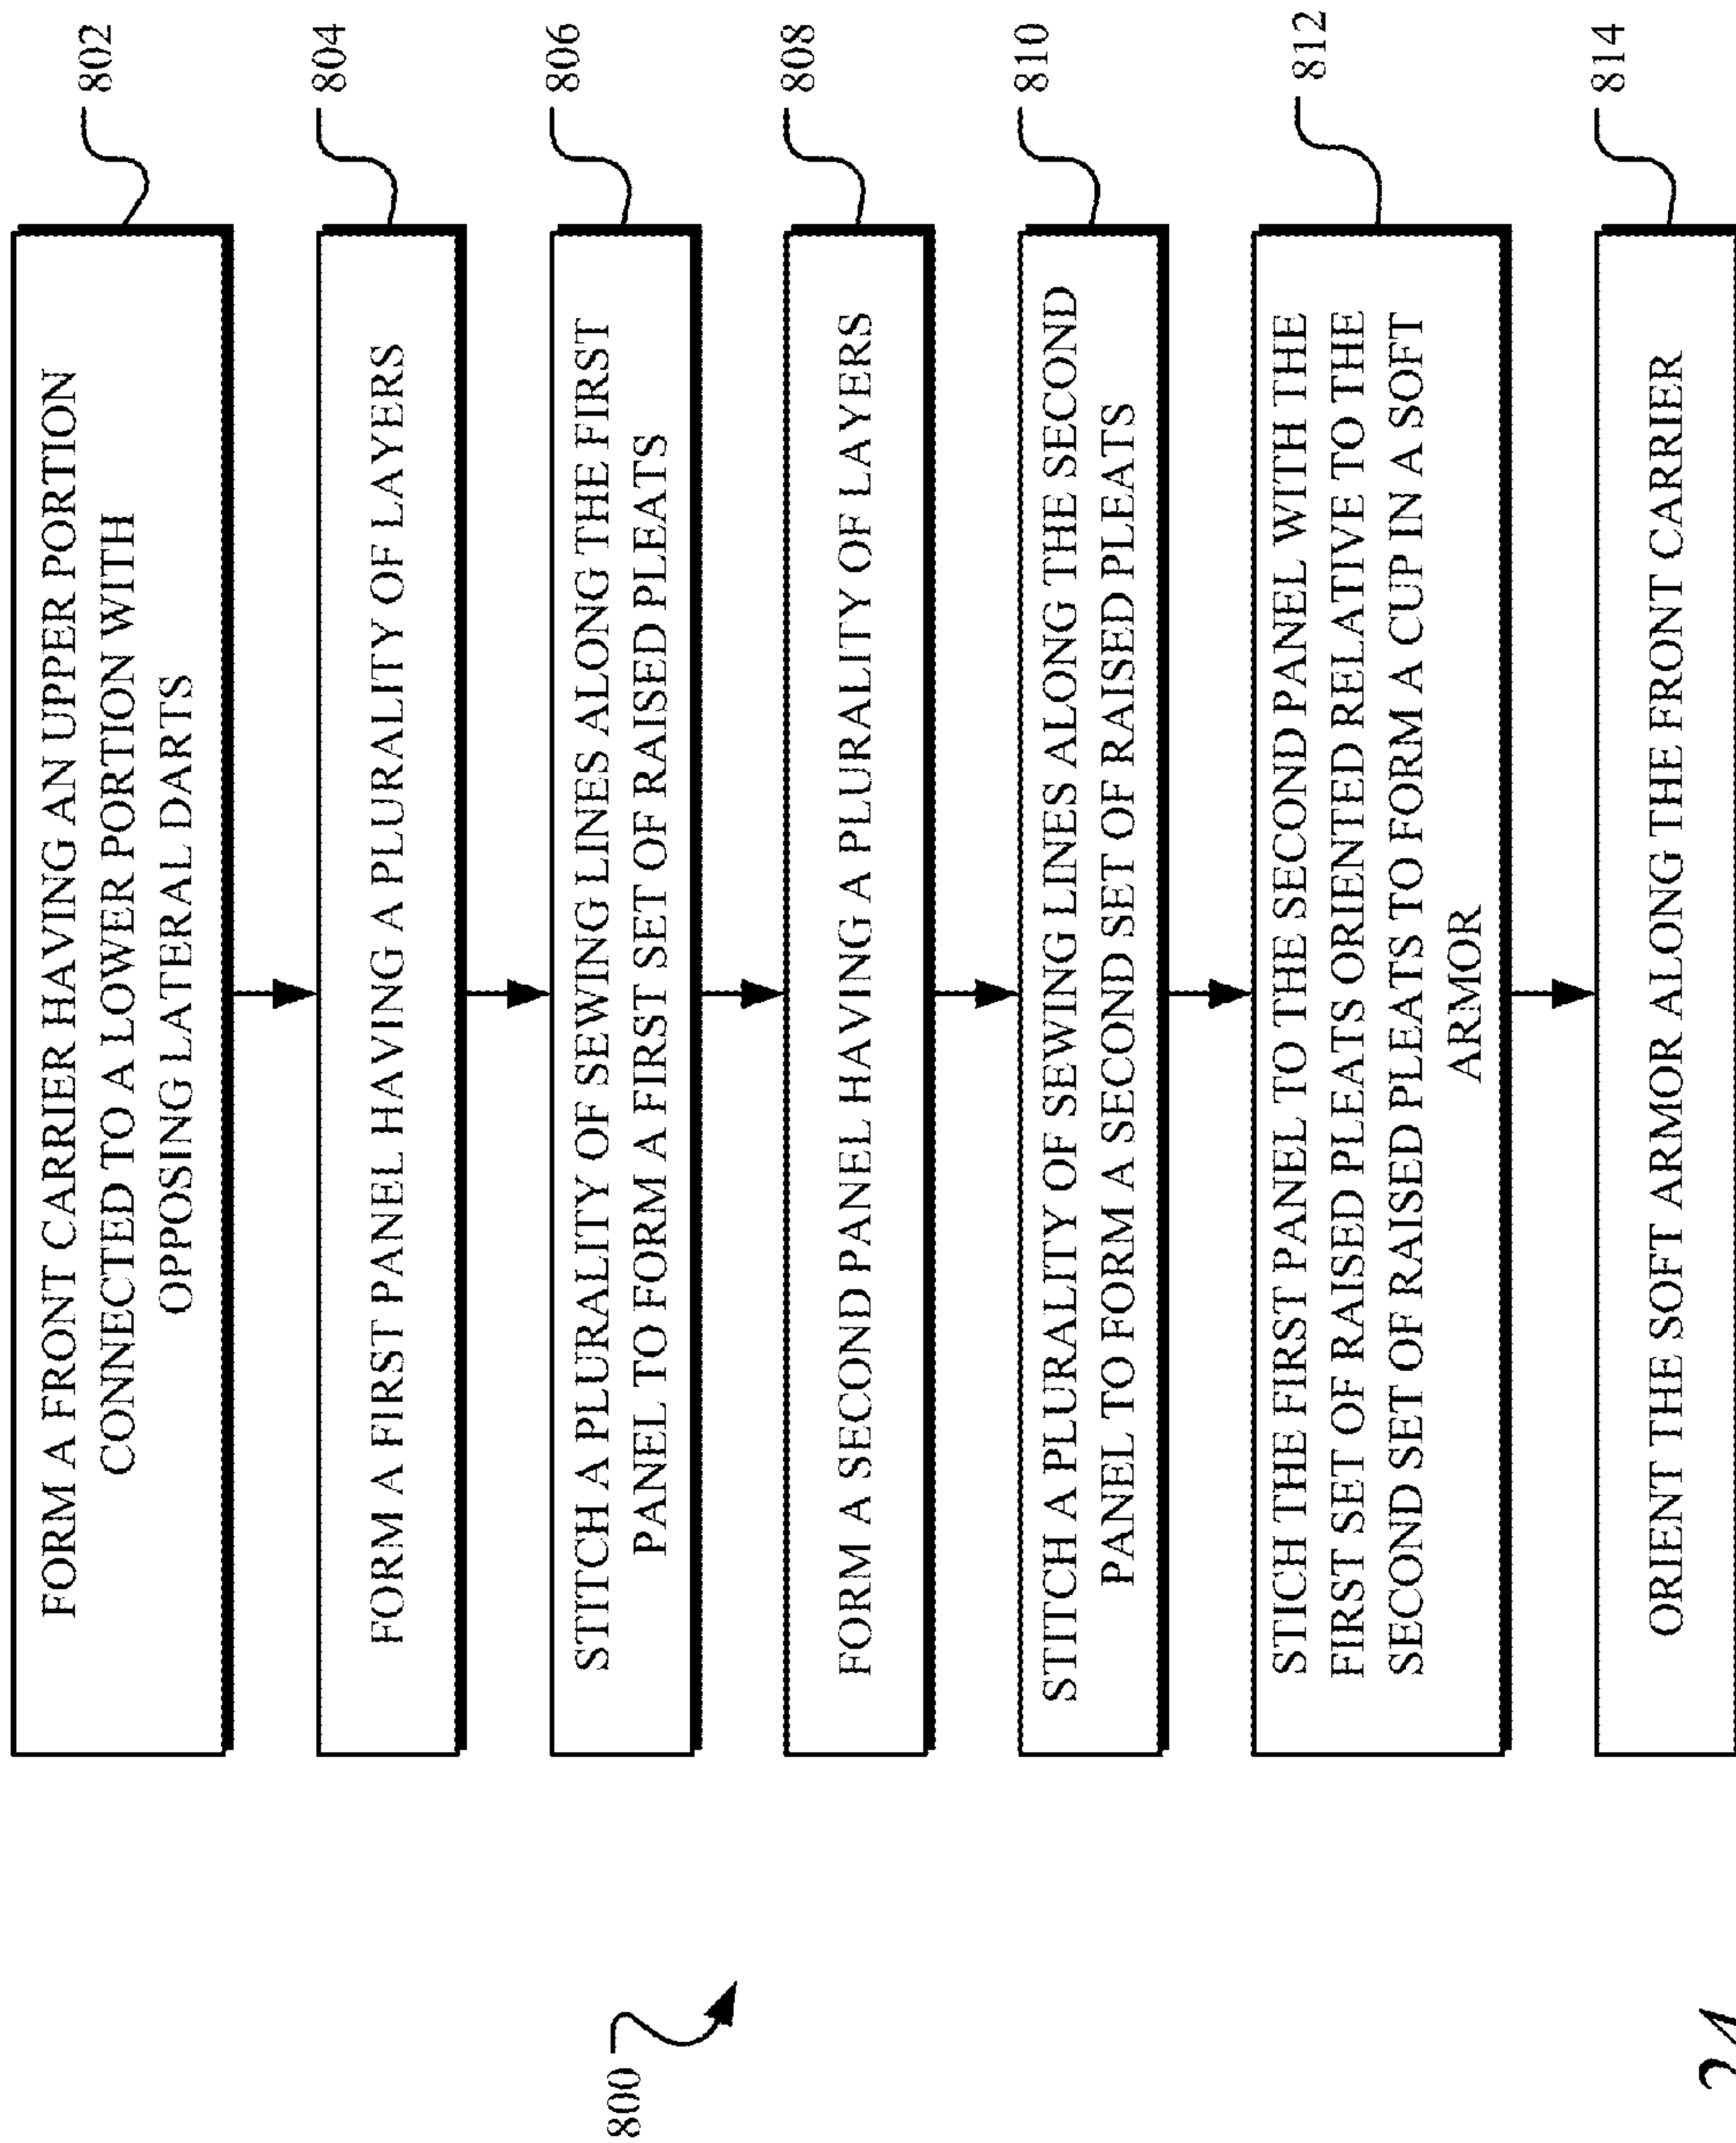 FORM A FRONT CARRIER HAVING AN UPPER PORTION
CONNECTED TO A LOWER PORTION WITH
OPPOSING LATERAL DARTS
802
FORM A FIRST PANEL HAVING A PLURALITY OF LAYERS
804
STITCH A PLURALITY OF SEWING LINES ALONG THE FIRST
PANEL TO FORM A FIRST SET OF RAISED PLEATS
806
FORM A SECOND PANEL HAVING A PLURALITY OF LAYERS
808
STITCH A PLURALITY OF SEWING LINES ALONG THE SECOND
PANEL TO FORM A SECOND SET OF RAISED PLEATS
810
STICH THE FIRST PANEL TO THE SECOND PANEL WITH THE
FIRST SET OF RAISED PLEATS ORIENTED RELATIVE TO THE
SECOND SET OF RAISED PLEATS TO FORM A CUP IN A SOFT
ARMOR
812
ORIENT THE SOFT ARMOR ALONG THE FRONT CARRIER
814
800